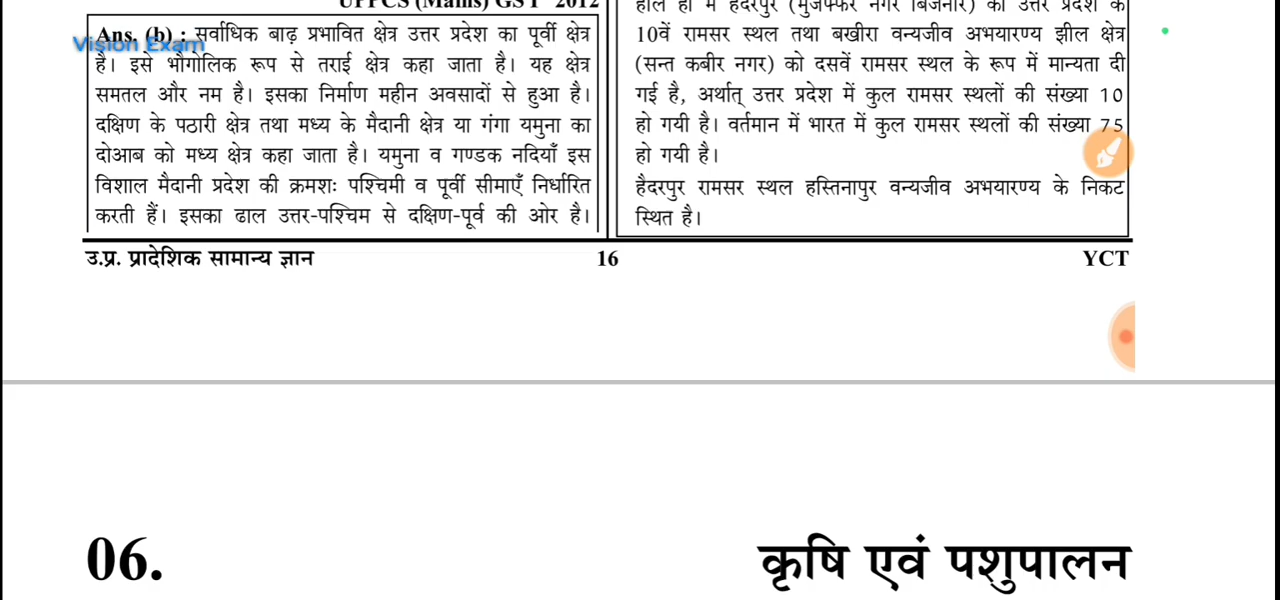 UPPCS (Mains) GS I 2012
Ans. (b) : सर्वाधिक बाढ़ प्रभावित क्षेत्र उत्तर प्रदेश का पूर्वी क्षेत्र
Vision Exam
है। इसे भौगोलिक रूप से तराई क्षेत्र कहा जाता है। यह क्षेत्र
समतल और नम है। इसका निर्माण महीन अवसादों से हुआ है।
दक्षिण के पठारी क्षेत्र तथा मध्य के मैदानी क्षेत्र या गंगा यमुना का
दोआब को मध्य क्षेत्र कहा जाता है। यमुना व गण्डक नदियाँ इस
विशाल मैदानी प्रदेश की क्रमशः पश्चिमी व पूर्वी सीमाएँ निर्धारित
करती हैं। इसका ढाल उत्तर-पश्चिम से दक्षिण-पूर्व की ओर है।
हाल ही में हैदरपुर (मुजफ्फर नगर बिजनौर) को उत्तर प्रदेश के
10वें रामसर स्थल तथा बखीरा वन्यजीव अभयारण्य झील क्षेत्र
(सन्त कबीर नगर) को दसवें रामसर स्थल के रूप में मान्यता दी
गई है, अर्थात् उत्तर प्रदेश में कुल रामसर स्थलों की संख्या 10
हो गयी है। वर्तमान में भारत में कुल रामसर स्थलों की संख्या 75
हो गयी है।
हैदरपुर रामसर स्थल हस्तिनापुर वन्यजीव अभयारण्य के निकट
स्थित है।
उ.प्र. प्रादेशिक सामान्य ज्ञान 16 YCT
06. कृषि एवं पशुपालन